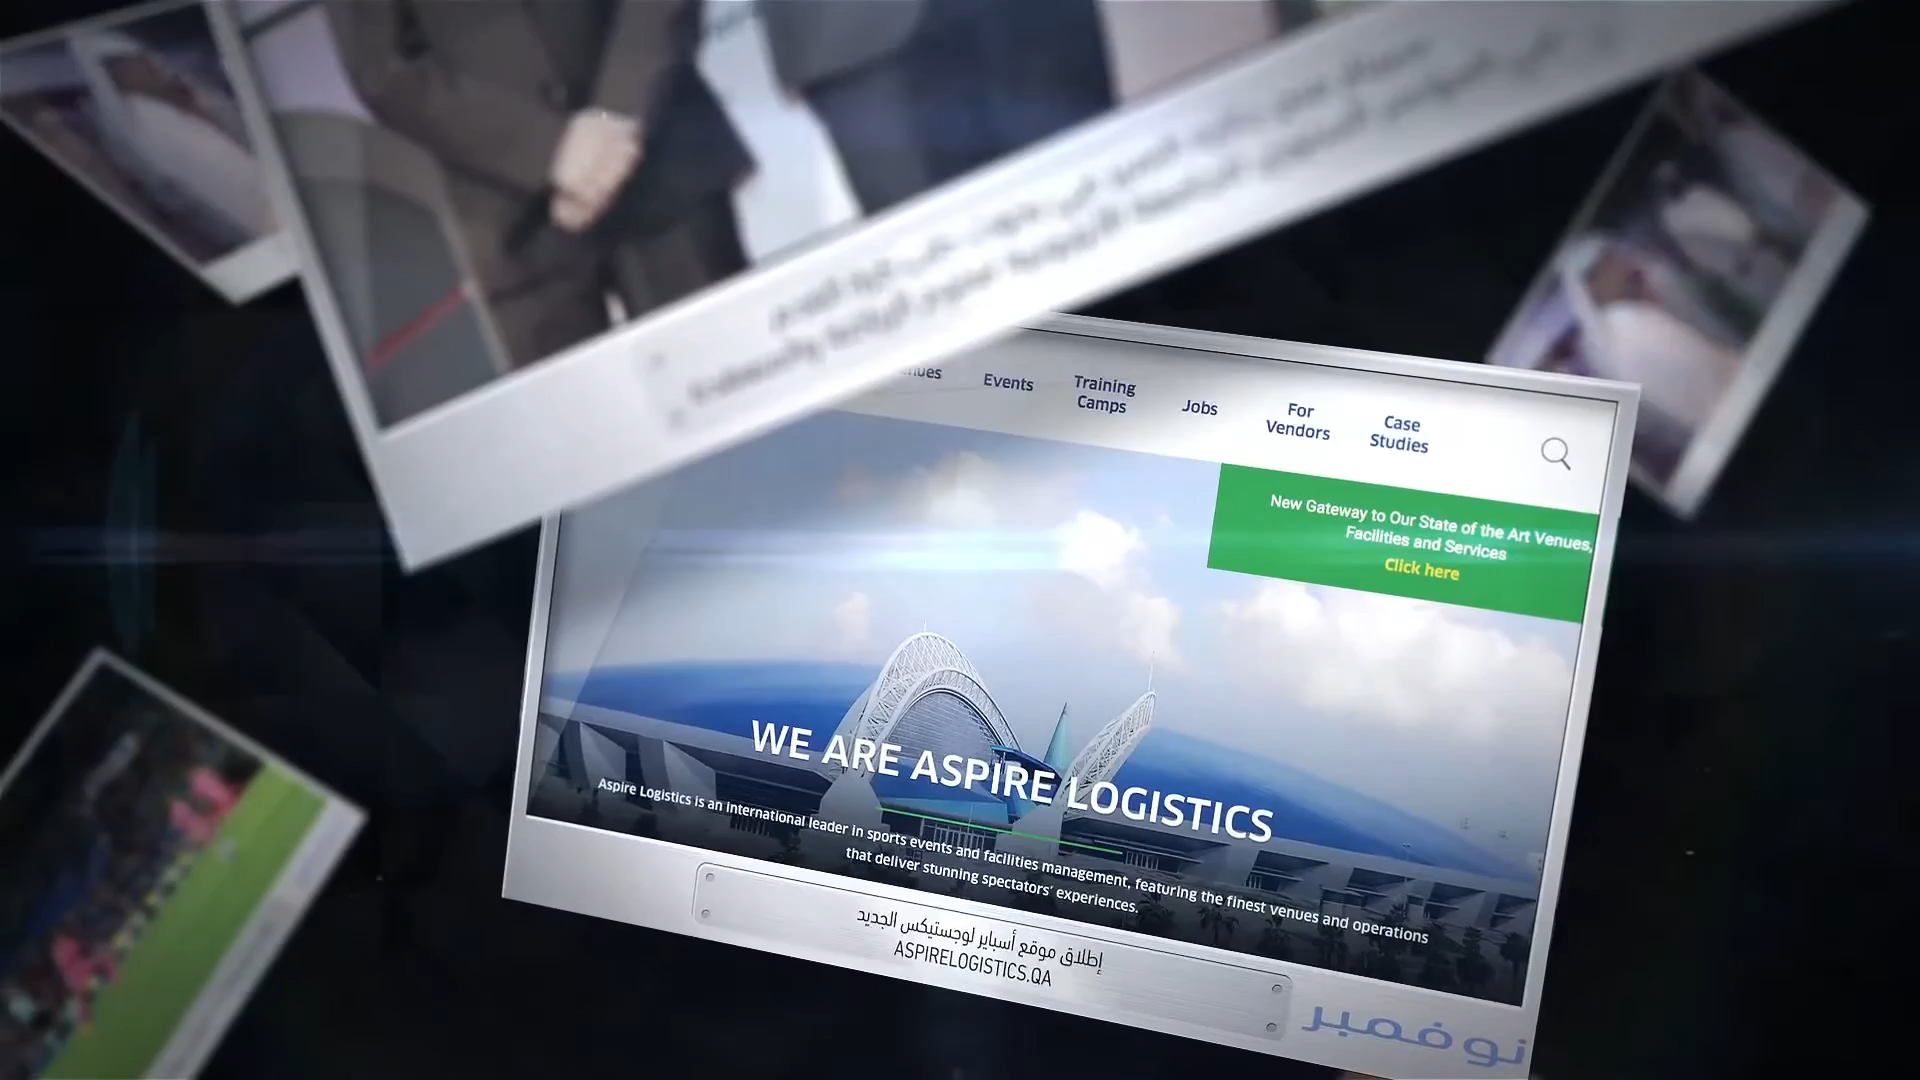 Events
Training
Camps
Jobs
For
Vendors
Case
Studies
New Gateway to Our State of the Art Venues,
Facilities and Services
Click here
WE ARE ASPIRE LOGISTICS
Aspire Logistics is an international leader in sports events and facilities management, featuring the finest venues and operations
that deliver stunning spectators' experiences.
إطلاق موقع أسباير لوجستيكس الجديد
ASPIRELOGISTICS.QA
نوفمبر